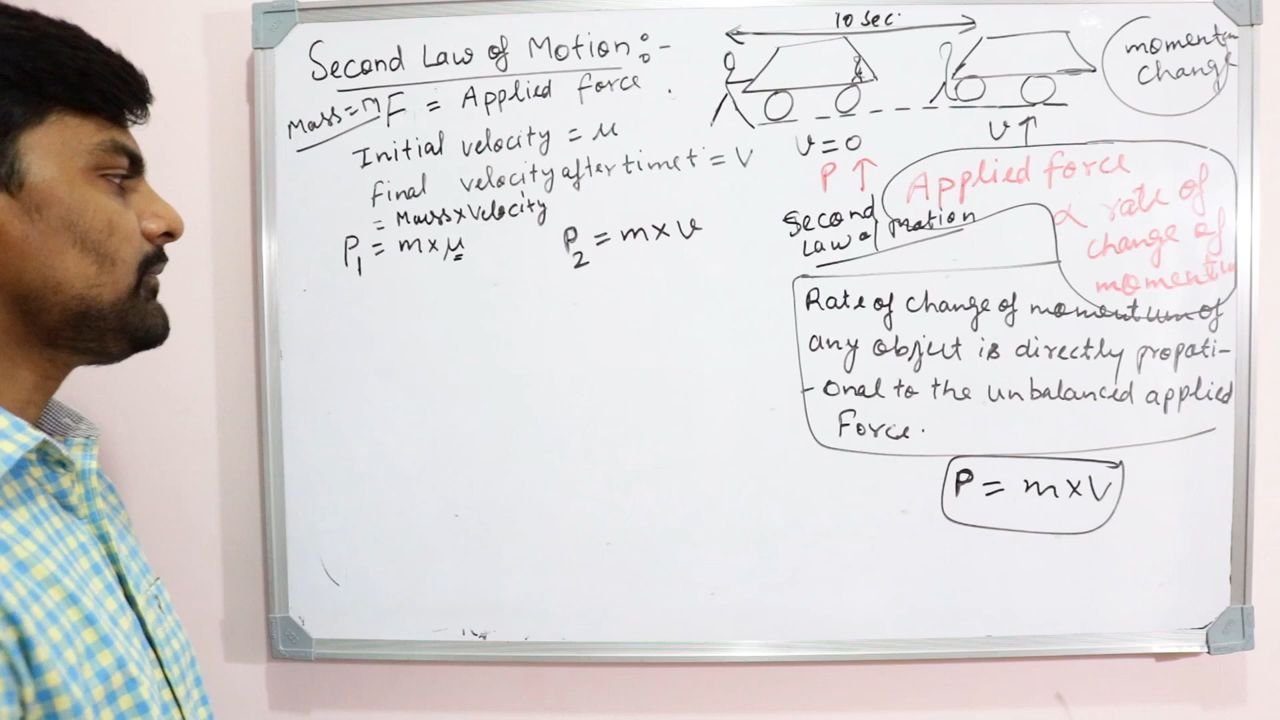 Second Law of Motion :-
Mass = m F = Applied force .
Initial velocity = u
final velocity after time t = V
= Mass x Velocity
P1 = m x u P2 = m x v
10 sec.
v = 0
V ↑
P ↑
momentum
change
Applied force
∝ rate of
change of
momentum
Second
Law of Motion
Rate of change of momentum of
any object is directly propati-
- onal to the unbalanced applied
Force .
P = m x V